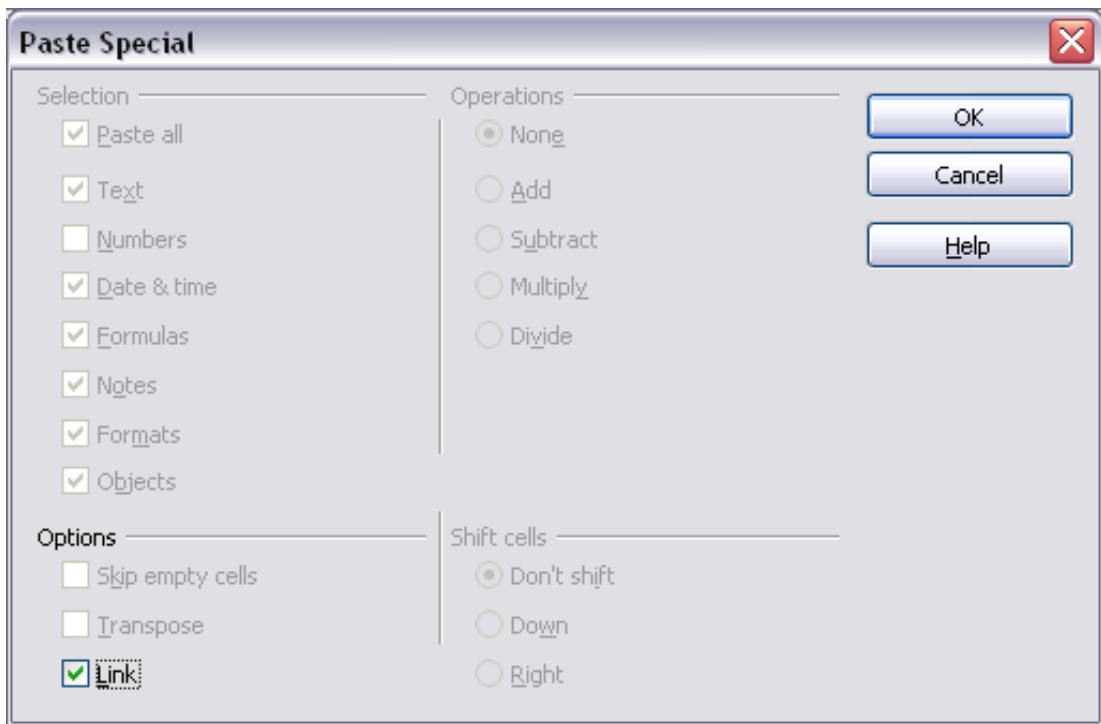 Paste Special
Selection
Paste all
Text
Numbers
Date & time
Formulas
Notes
Formats
Objects
Operations
None
Add
Subtract
Multiply
Divide
OK
Cancel
Help
Options
Skip empty cells
Transpose
Link
Shift cells
Don't shift
Down
Right